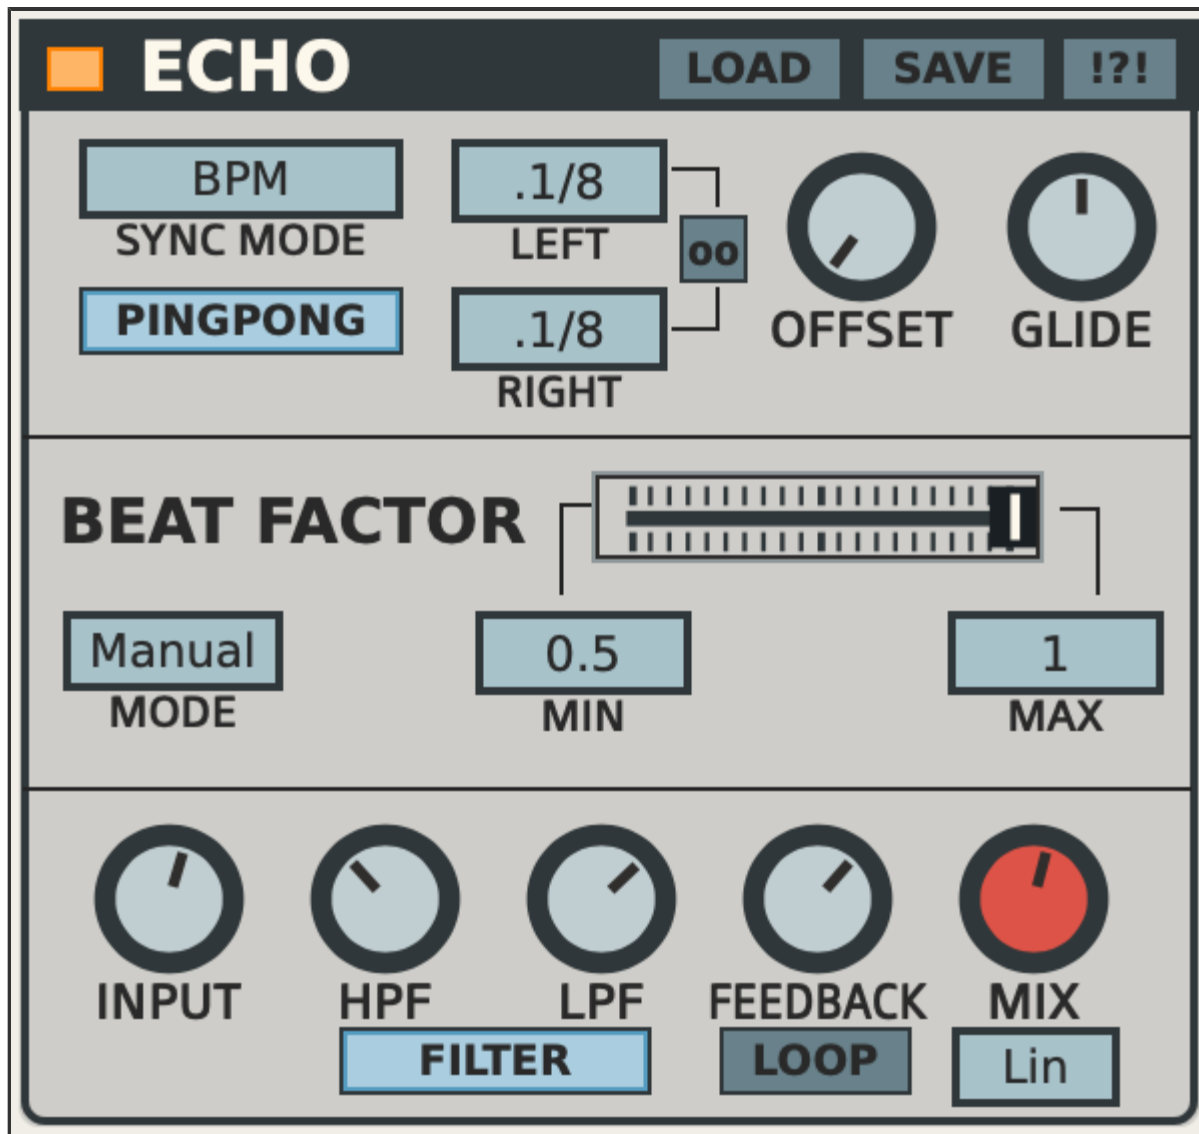 ECHO LOAD SAVE !?!
BPM
SYNC MODE
PINGPONG
.1/8
LEFT
oo
.1/8
RIGHT
OFFSET
GLIDE
BEAT FACTOR
Manual
MODE
0.5
MIN
1
MAX
INPUT HPF LPF FEEDBACK MIX
FILTER LOOP Lin